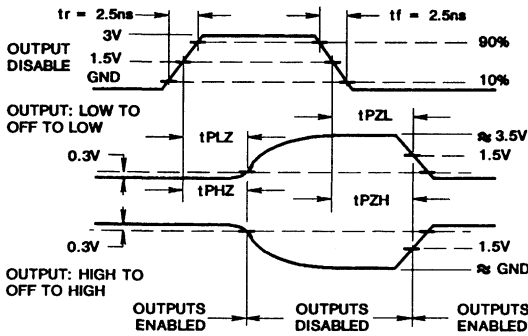 tr = 2.5ns
tf = 2.5ns
OUTPUT
DISABLE
3V
1.5V
GND
90%
10%
OUTPUT: LOW TO
OFF TO LOW
tPLZ
tPZL
≈ 3.5V
1.5V
0.3V
tPHZ
tPZH
0.3V
1.5V
≈ GND
OUTPUT: HIGH TO
OFF TO HIGH
OUTPUTS
ENABLED
OUTPUTS
DISABLED
OUTPUTS
ENABLED